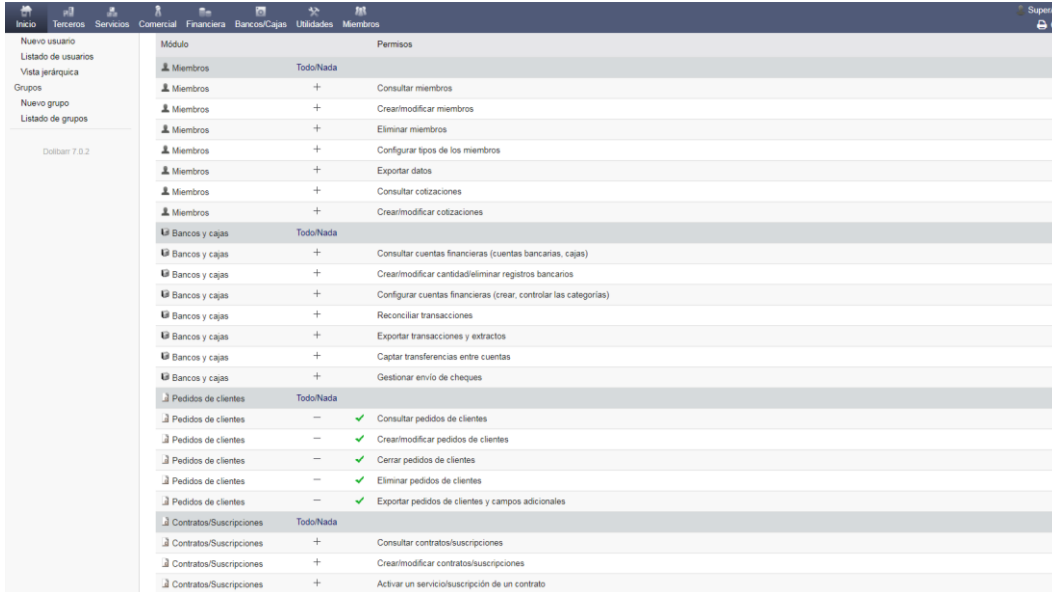 Inicio Terceros Servicios Comercial Financiera Bancos/Cajas Utilidades Miembros
Nuevo usuario
Listado de usuarios
Vista jerárquica
Grupos
Nuevo grupo
Listado de grupos
Dolibarr 7.0.2
Módulo Permisos
Miembros Todo/Nada
Miembros + Consultar miembros
Miembros + Crear/modificar miembros
Miembros + Eliminar miembros
Miembros + Configurar tipos de los miembros
Miembros + Exportar datos
Miembros + Consultar cotizaciones
Miembros + Crear/modificar cotizaciones
Bancos y cajas Todo/Nada
Bancos y cajas + Consultar cuentas financieras (cuentas bancarias, cajas)
Bancos y cajas + Crear/modificar cantidad/eliminar registros bancarios
Bancos y cajas + Configurar cuentas financieras (crear, controlar las categorías)
Bancos y cajas + Reconciliar transacciones
Bancos y cajas + Exportar transacciones y extractos
Bancos y cajas + Captar transferencias entre cuentas
Bancos y cajas + Gestionar envío de cheques
Pedidos de clientes Todo/Nada
Pedidos de clientes − ✔ Consultar pedidos de clientes
Pedidos de clientes − ✔ Crear/modificar pedidos de clientes
Pedidos de clientes − ✔ Cerrar pedidos de clientes
Pedidos de clientes − ✔ Eliminar pedidos de clientes
Pedidos de clientes − ✔ Exportar pedidos de clientes y campos adicionales
Contratos/Suscripciones Todo/Nada
Contratos/Suscripciones + Consultar contratos/suscripciones
Contratos/Suscripciones + Crear/modificar contratos/suscripciones
Contratos/Suscripciones + Activar un servicio/suscripción de un contrato